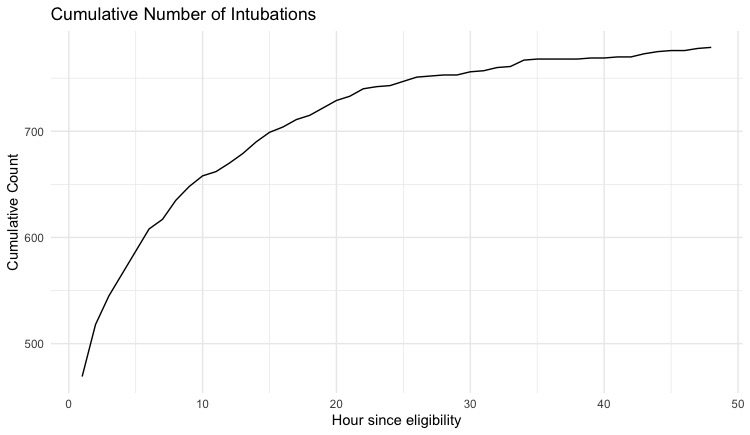 Cumulative Number of Intubations
Cumulative Count
700
600
500
0 10 20 30 40 50
Hour since eligibility